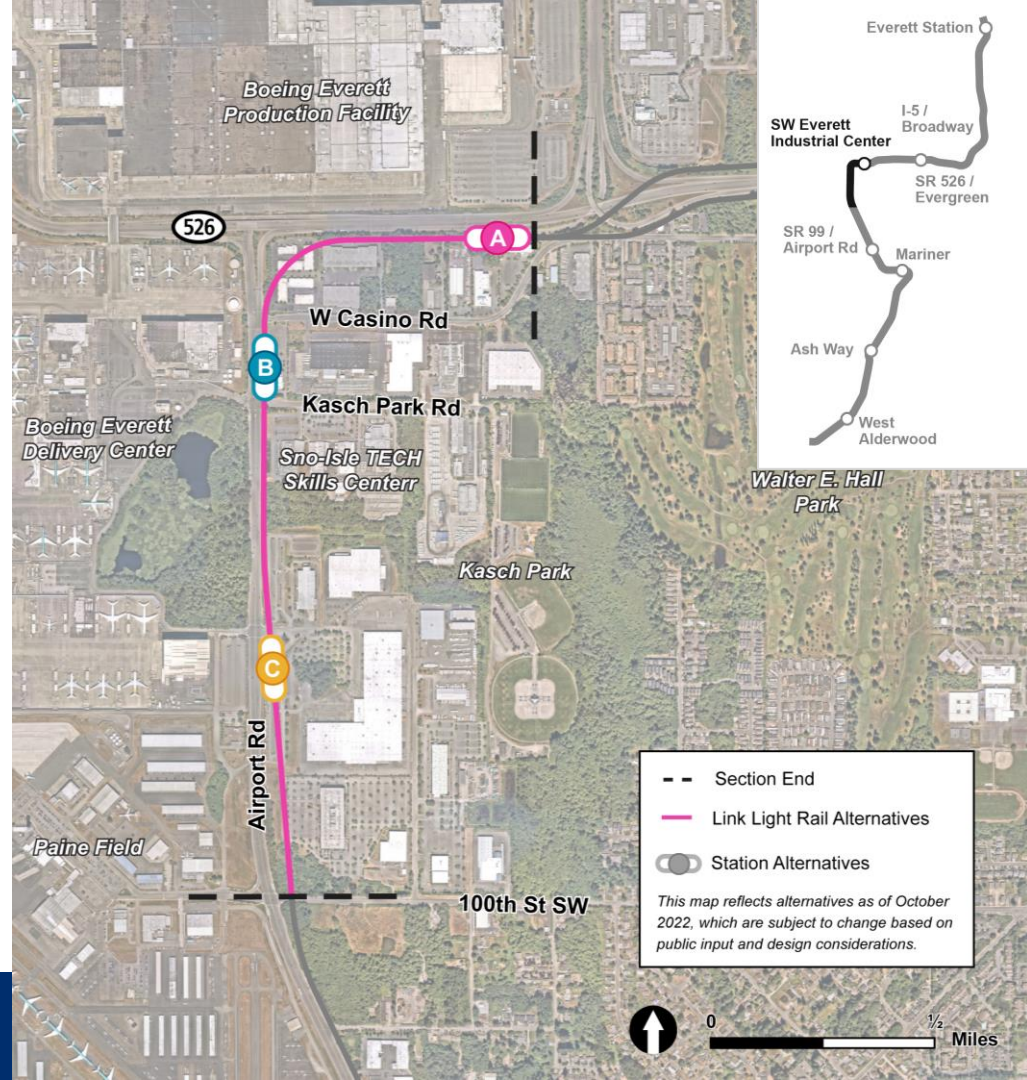 Boeing Everett
Production Facility
526
A
W Casino Rd
B
Kasch Park Rd
Boeing Everett
Delivery Center
Sno-Isle TECH
Skills Centerr
Walter E. Hall
Park
Kasch Park
C
Airport Rd
Paine Field
100th St SW
Everett Station
I-5 /
Broadway
SW Everett
Industrial Center
SR 526 /
Evergreen
SR 99 /
Airport Rd
Mariner
Ash Way
West
Alderwood
Section End
Link Light Rail Alternatives
Station Alternatives
This map reflects alternatives as of October
2022, which are subject to change based on
public input and design considerations.
0
½
Miles